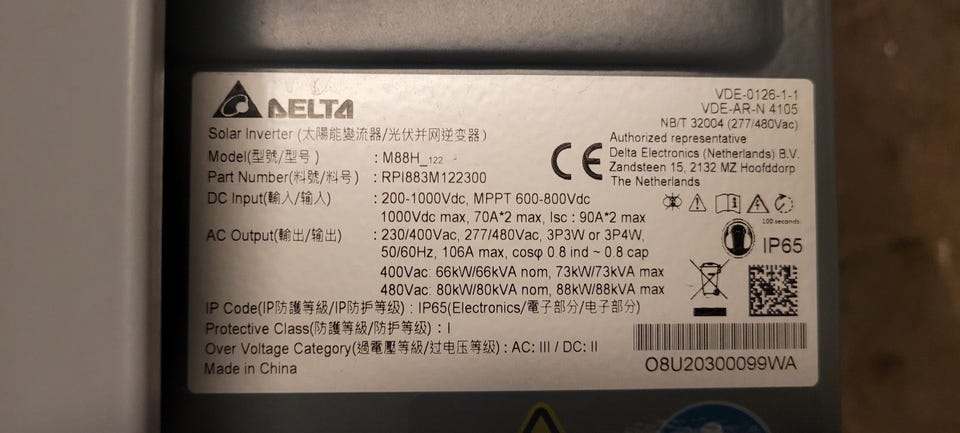 DELTA
VDE-0126-1-1
VDE-AR-N 4105
NB/T 32004 (277/480Vac)
Solar Inverter (太陽能變流器/光伏并网逆变器)
Authorized representative
Delta Electronics (Netherlands) B.V.
Zandsteen 15, 2132 MZ Hoofddorp
The Netherlands
Model(型號/型号) : M88H_122
CE
Part Number(料號/料号) : RPI883M122300
DC Input(輸入/输入) : 200-1000Vdc, MPPT 600-800Vdc
1000Vdc max, 70A*2 max, Isc : 90A*2 max
100 seconds
AC Output(輸出/输出) : 230/400Vac, 277/480Vac, 3P3W or 3P4W,
50/60Hz, 106A max, cosφ 0.8 ind ~ 0.8 cap
IP65
400Vac: 66kW/66kVA nom, 73kW/73kVA max
480Vac: 80kW/80kVA nom, 88kW/88kVA max
IP Code(IP防護等級/IP防护等级) : IP65(Electronics/電子部分/电子部分)
Protective Class(防護等級/防护等级) : I
Over Voltage Category(過電壓等級/过电压等级) : AC: III / DC: II
Made in China
O8U20300099WA